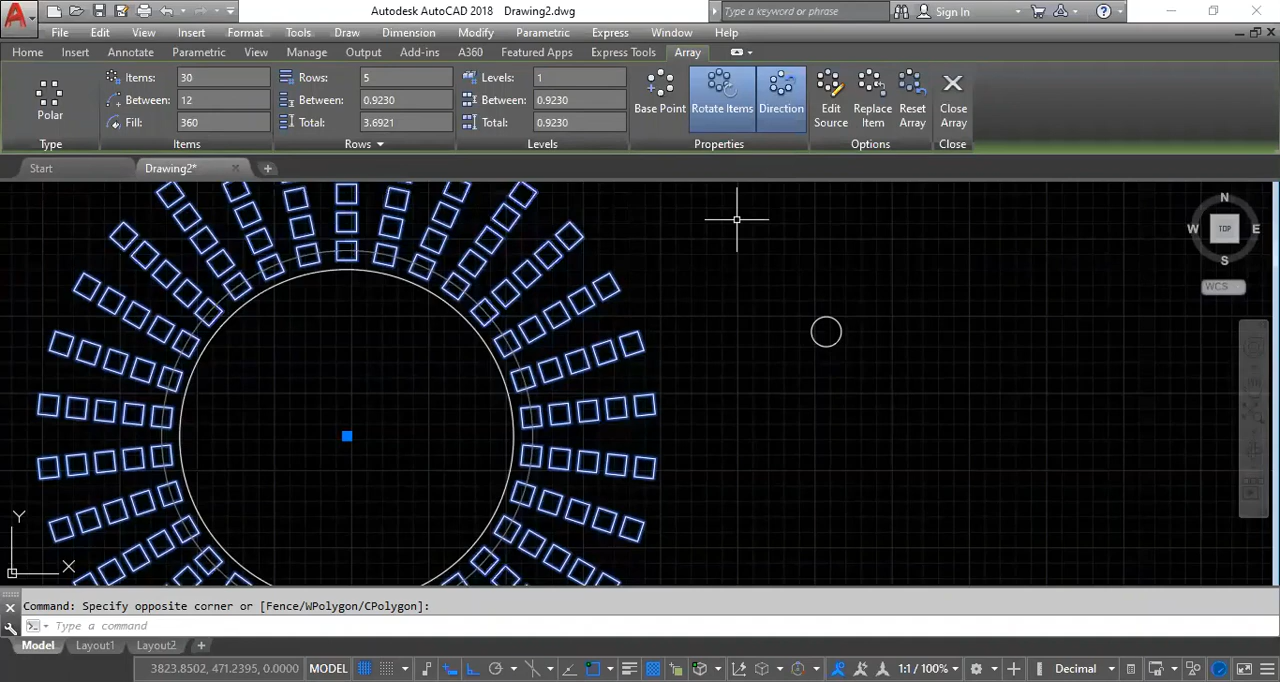 Autodesk AutoCAD 2018 Drawing2.dwg
Type a keyword or phrase
Sign In
File Edit View Insert Format Tools Draw Dimension Modify Parametric Express Window Help
Home Insert Annotate Parametric View Manage Output Add-ins A360 Featured Apps Express Tools Array
Items: 30 Rows: 5 Levels: 1
Between: 12 Between: 0.9230 Between: 0.9230
Fill: 360 Total: 3.6921 Total: 0.9230
Polar
Base Point Rotate Items Direction
Edit Source Replace Item Reset Array Close Array
Type Items Rows Levels Properties Options Close
Start Drawing2*
N
W TOP E
S
WCS
Y
X
Command: Specify opposite corner or [Fence/WPolygon/CPolygon]:
Type a command
Model Layout1 Layout2
3823.8502, 471.2395, 0.0000 MODEL 1:1 / 100% Decimal